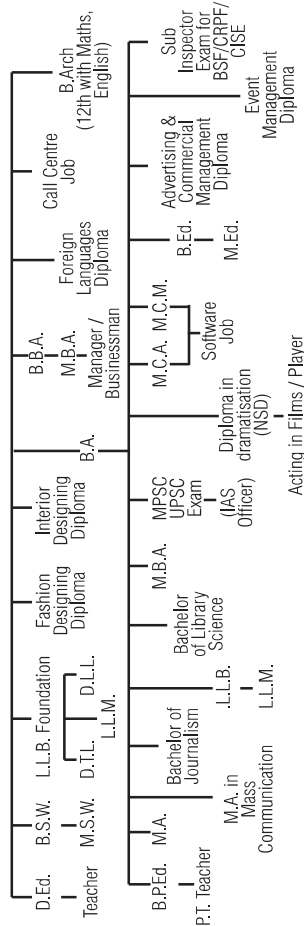 D.Ed.
Teacher
B.S.W.
M.S.W.
L.L.B. Foundation
D.T.L.
D.L.L.
L.L.M.
Fashion
Designing
Diploma
Interior
Designing
Diploma
B.A.
B.B.A.
M.B.A.
Manager /
Businessman
Foreign
Languages
Diploma
Call Centre
Job
B.Arch
(12th with Maths,
English)
B.P.Ed.
P.T. Teacher
M.A.
M.A. in
Mass
Communication
Bachelor of
Journalism
.L.L.B.
L.L.M.
Bachelor
of Library
Science
M.B.A.
MPSC
UPSC
Exam
(IAS
Officer)
Diploma in
dramatisation
(NSD)
Acting in Films / Player
M.C.A.
M.C.M.
Software
Job
B.Ed.
M.Ed.
Advertising &
Commercial
Management
Diploma
Event
Management
Diploma
Sub
Inspector
Exam for
BSF/CRPF/
CISE